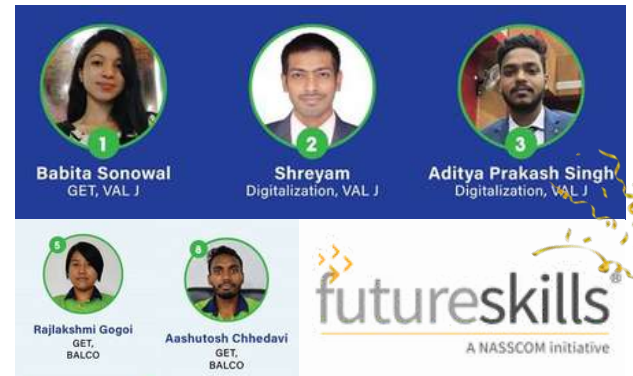 1
2
3
Babita Sonowal
GET, VAL J
Shreyam
Digitalization, VAL J
Aditya Prakash Singh
Digitalization, VAL J
5
8
Rajlakshmi Gogoi
GET,
BALCO
Aashutosh Chhedavi
GET,
BALCO
futureskills®
A NASSCOM initiative